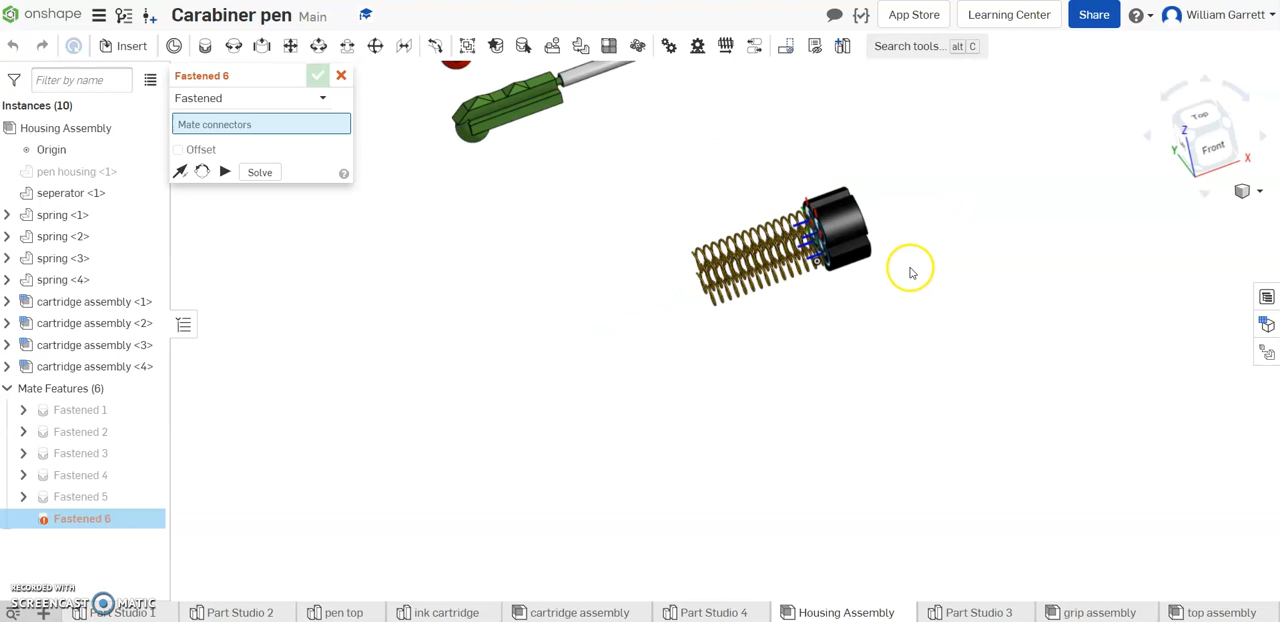 onshape Carabiner pen Main App Store Learning Center Share William Garrett
Insert Search tools... alt C
Filter by name
Instances (10)
Housing Assembly
Origin
pen housing <1>
seperator <1>
spring <1>
spring <2>
spring <3>
spring <4>
cartridge assembly <1>
cartridge assembly <2>
cartridge assembly <3>
cartridge assembly <4>
Mate Features (6)
Fastened 1
Fastened 2
Fastened 3
Fastened 4
Fastened 5
Fastened 6
Fastened 6
Fastened
Mate connectors
Offset
Solve
Top
Front
Z
Y
X
RECORDED WITH
SCREENCAST MATIC
Part Studio 1 Part Studio 2 pen top ink cartridge cartridge assembly Part Studio 4 Housing Assembly Part Studio 3 grip assembly top assembly